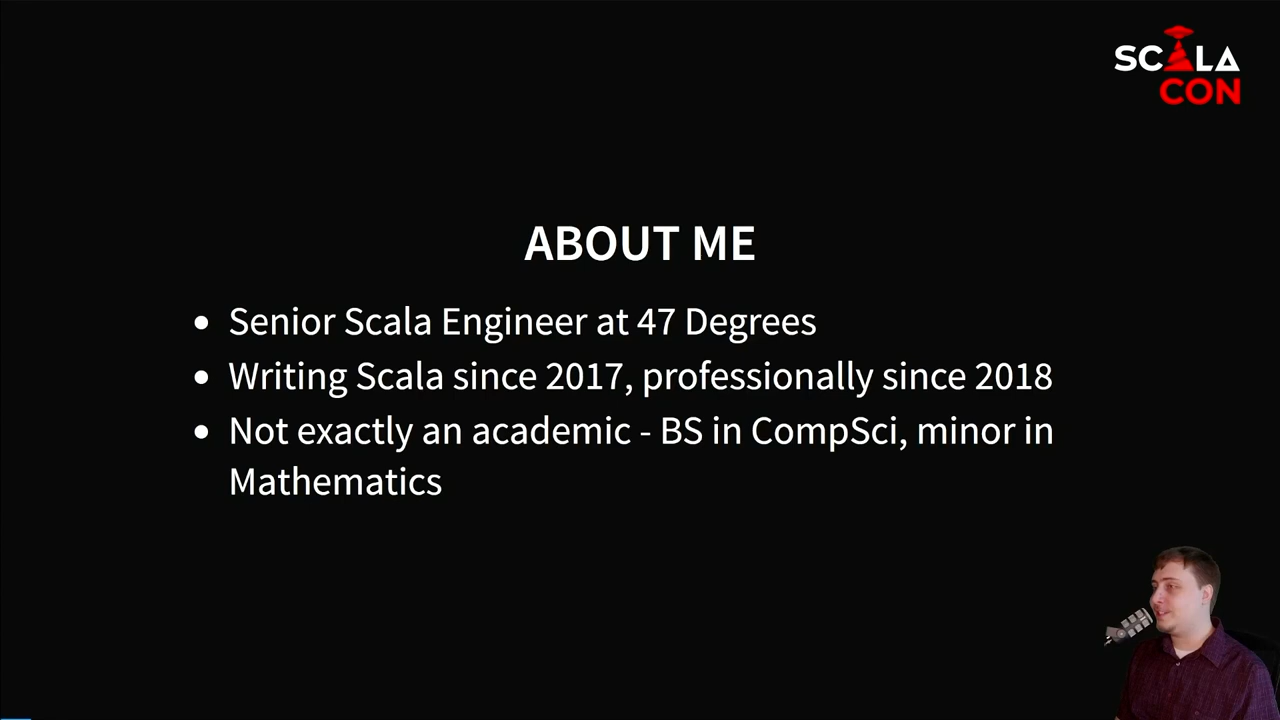 SCALA
CON
ABOUT ME
Senior Scala Engineer at 47 Degrees
Writing Scala since 2017, professionally since 2018
Not exactly an academic - BS in CompSci, minor in
Mathematics